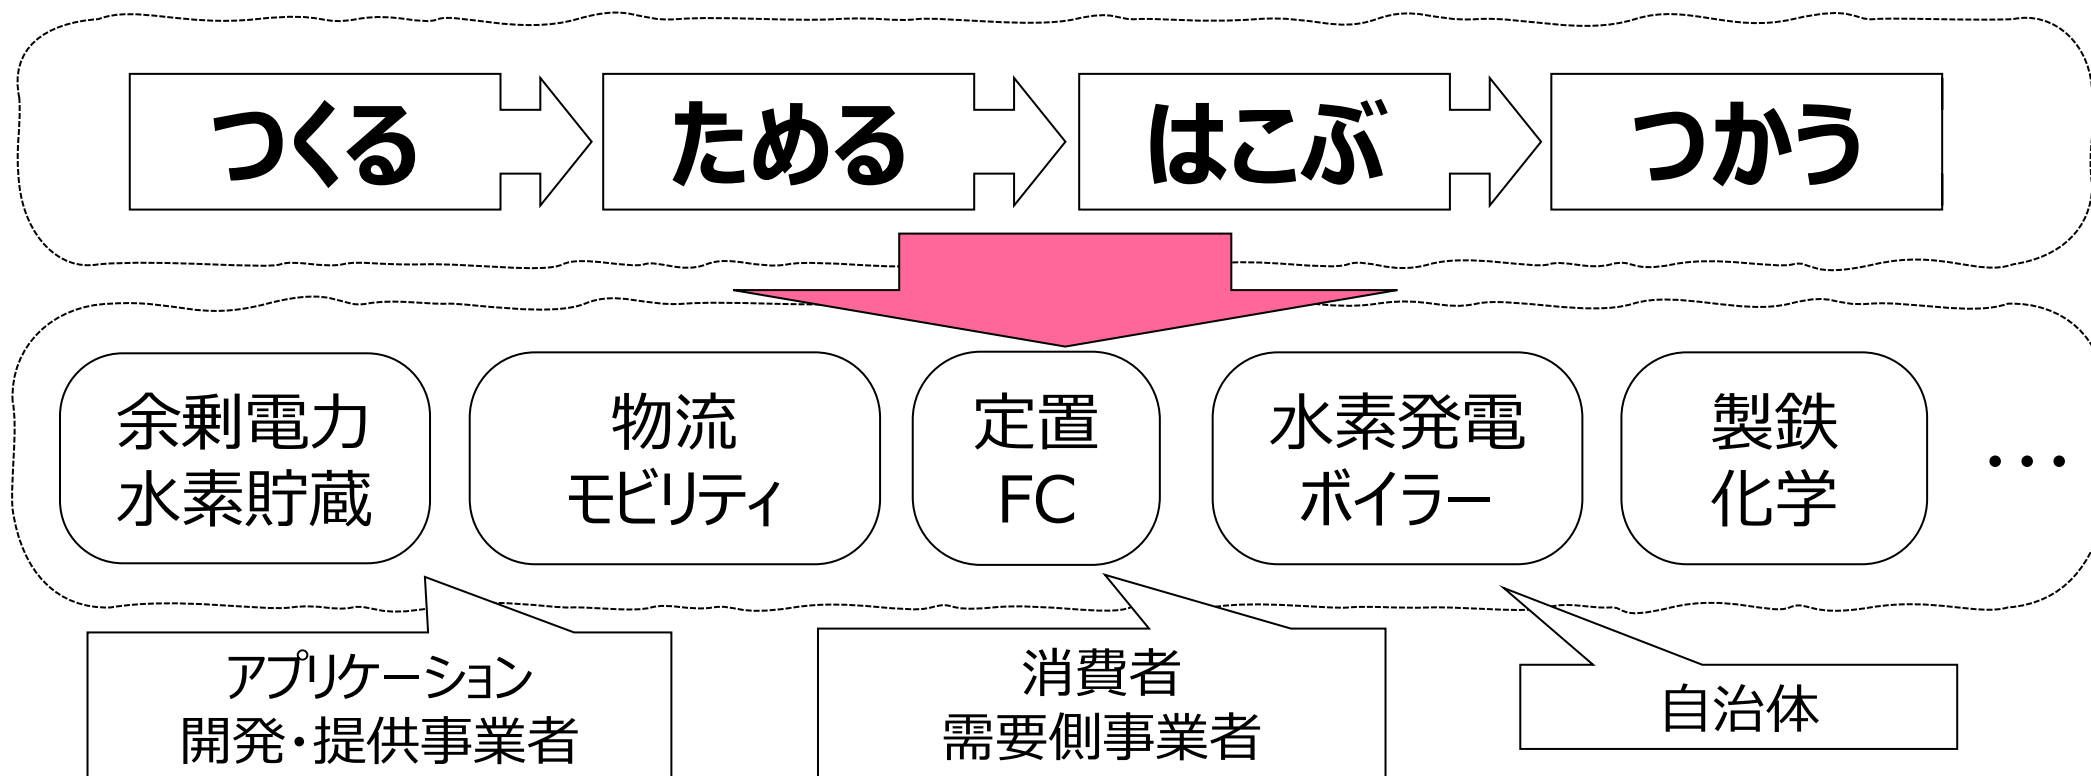 つくる
ためる
はこぶ
つかう
余剰電力
水素貯蔵
物流
モビリティ
定置
FC
水素発電
ボイラー
製鉄
化学
・・・
アプリケーション
開発・提供事業者
消費者
需要側事業者
自治体